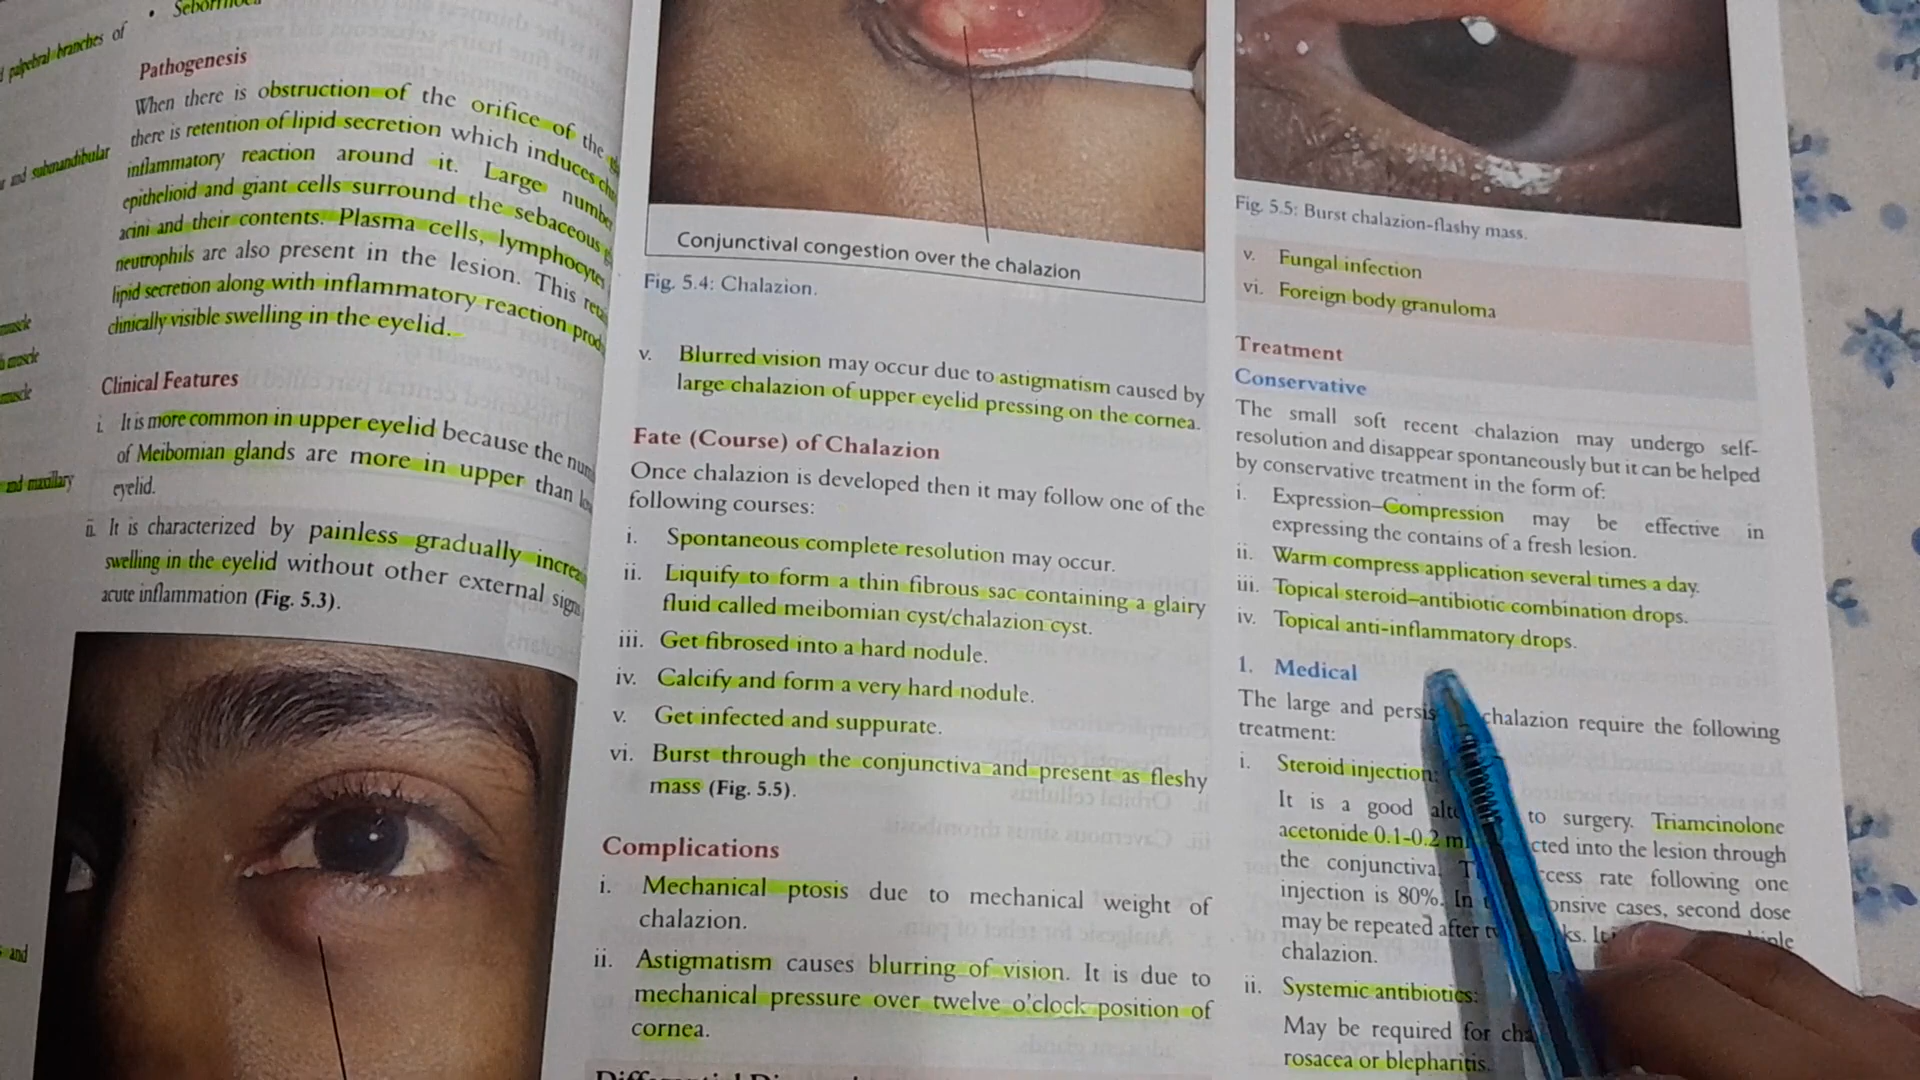 palpebral branches of
and submandibular
muscle
muscle
muscle
and maxillary
and
Pathogenesis
When there is obstruction of the orifice of the
there is retention of lipid secretion which induces
inflammatory reaction around it. Large number
epithelioid and giant cells surround the sebaceous
acini and their contents. Plasma cells, lymphocytes
neutrophils are also present in the lesion. This
lipid secretion along with inflammatory reaction
clinically visible swelling in the eyelid.
Clinical Features
i. It is more common in upper eyelid because the
of Meibomian glands are more in upper than
eyelid.
ii. It is characterized by painless gradually
swelling in the eyelid without other external
acute inflammation (Fig. 5.3).
Conjunctival congestion over the chalazion
Fig. 5.4: Chalazion.
v. Blurred vision may occur due to astigmatism caused by
large chalazion of upper eyelid pressing on the cornea.
Fate (Course) of Chalazion
Once chalazion is developed then it may follow one of the
following courses:
i. Spontaneous complete resolution may occur.
ii. Liquify to form a thin fibrous sac containing a glairy
fluid called meibomian cyst/chalazion cyst.
iii. Get fibrosed into a hard nodule.
iv. Calcify and form a very hard nodule.
v. Get infected and suppurate.
vi. Burst through the conjunctiva and present as fleshy
mass (Fig. 5.5).
Complications
i. Mechanical ptosis due to mechanical weight of
chalazion.
ii. Astigmatism causes blurring of vision. It is due to
mechanical pressure over twelve o'clock position of
cornea.
Fig. 5.5: Burst chalazion-flashy mass.
v. Fungal infection
vi. Foreign body granuloma
Treatment
Conservative
The small soft recent chalazion may undergo self-
resolution and disappear spontaneously but it can be helped
by conservative treatment in the form of:
i. Expression–Compression may be effective in
expressing the contains of a fresh lesion.
ii. Warm compress application several times a day.
iii. Topical steroid–antibiotic combination drops.
iv. Topical anti-inflammatory drops.
1. Medical
The large and chalazion require the following
treatment:
i. Steroid injection:
It is a good to surgery. Triamcinolone
acetonide 0.1-0.2 into the lesion through
the conjunctiva. rate following one
injection is 80%. In cases, second dose
may be repeated after
chalazion.
ii. Systemic antibiotics:
May be required for
rosacea or blepharitis.